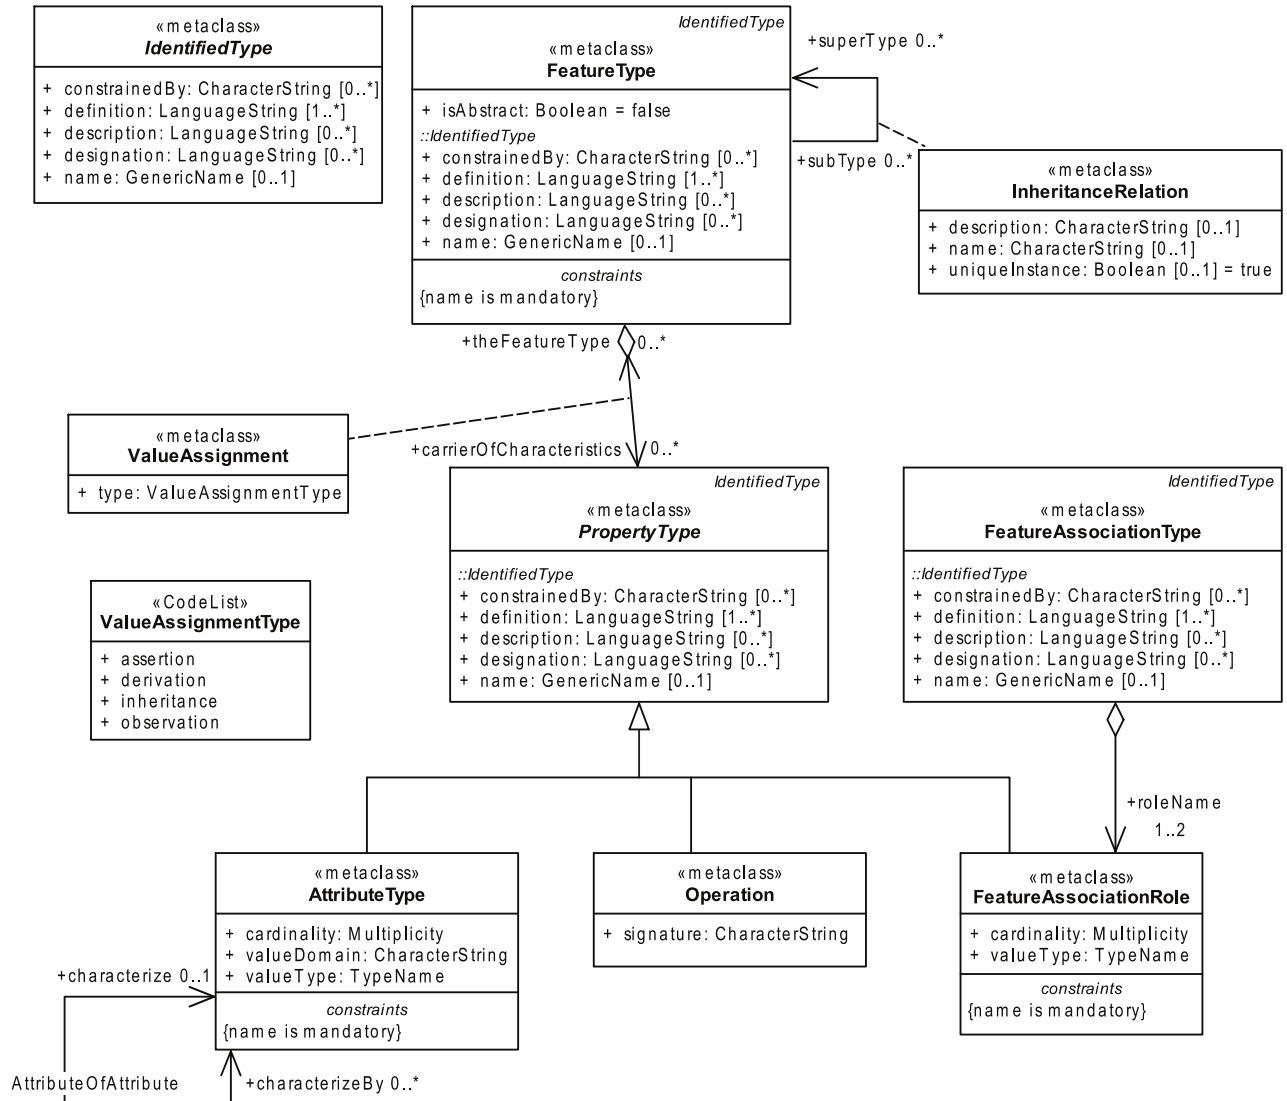 «metaclass»
IdentifiedType
+ constrainedBy: CharacterString [0..*]
+ definition: LanguageString [1..*]
+ description: LanguageString [0..*]
+ designation: LanguageString [0..*]
+ name: GenericName [0..1]
IdentifiedType
«metaclass»
FeatureType
+ isAbstract: Boolean = false
::IdentifiedType
+ constrainedBy: CharacterString [0..*]
+ definition: LanguageString [1..*]
+ description: LanguageString [0..*]
+ designation: LanguageString [0..*]
+ name: GenericName [0..1]
constraints
{name is mandatory}
+superType 0..*
+subType 0..*
«metaclass»
InheritanceRelation
+ description: CharacterString [0..1]
+ name: CharacterString [0..1]
+ uniqueInstance: Boolean [0..1] = true
+theFeatureType 0..*
«metaclass»
ValueAssignment
+ type: ValueAssignmentType
+carrierOfCharacteristics 0..*
«CodeList»
ValueAssignmentType
+ assertion
+ derivation
+ inheritance
+ observation
IdentifiedType
«metaclass»
PropertyType
::IdentifiedType
+ constrainedBy: CharacterString [0..*]
+ definition: LanguageString [1..*]
+ description: LanguageString [0..*]
+ designation: LanguageString [0..*]
+ name: GenericName [0..1]
IdentifiedType
«metaclass»
FeatureAssociationType
::IdentifiedType
+ constrainedBy: CharacterString [0..*]
+ definition: LanguageString [1..*]
+ description: LanguageString [0..*]
+ designation: LanguageString [0..*]
+ name: GenericName [0..1]
+roleName
1..2
«metaclass»
AttributeType
+ cardinality: Multiplicity
+ valueDomain: CharacterString
+ valueType: TypeName
constraints
{name is mandatory}
«metaclass»
Operation
+ signature: CharacterString
«metaclass»
FeatureAssociationRole
+ cardinality: Multiplicity
+ valueType: TypeName
constraints
{name is mandatory}
+characterize 0..1
AttributeOfAttribute
+characterizeBy 0..*